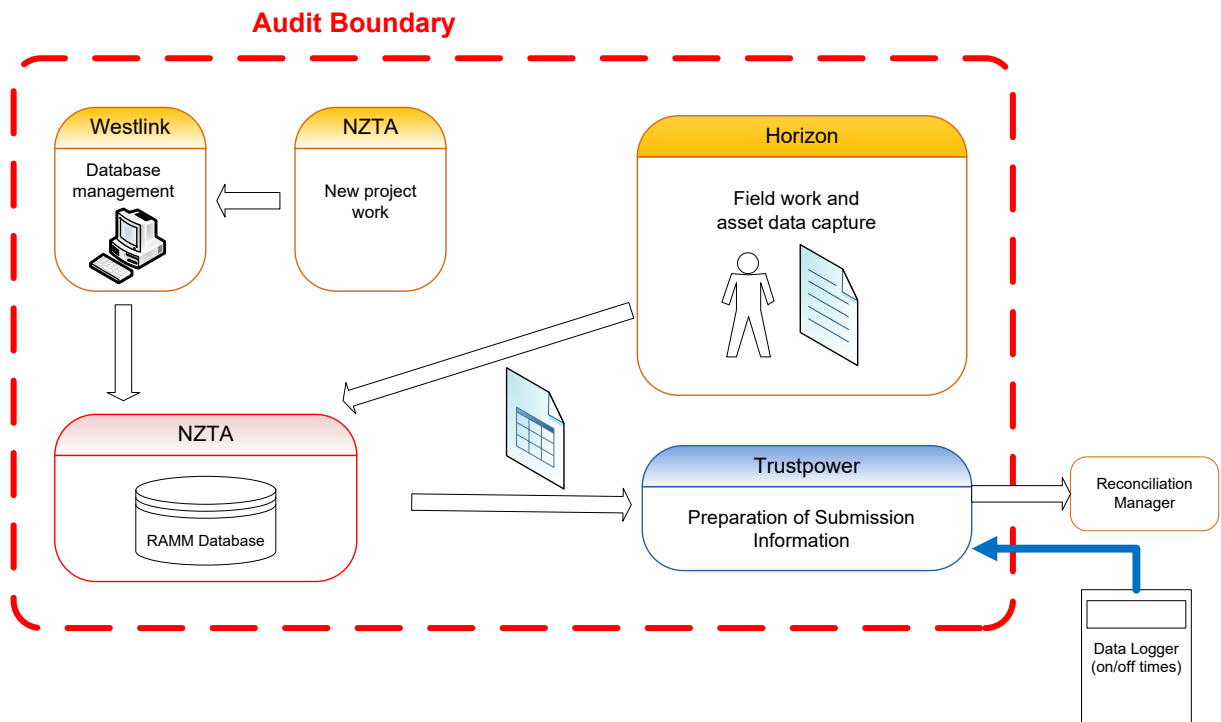 Audit Boundary
Westlink
Database
management
NZTA
New project
work
Horizon
Field work and
asset data capture
NZTA
RAMM Database
Trustpower
Preparation of Submission
Information
Reconciliation
Manager
Data Logger
(on/off times)